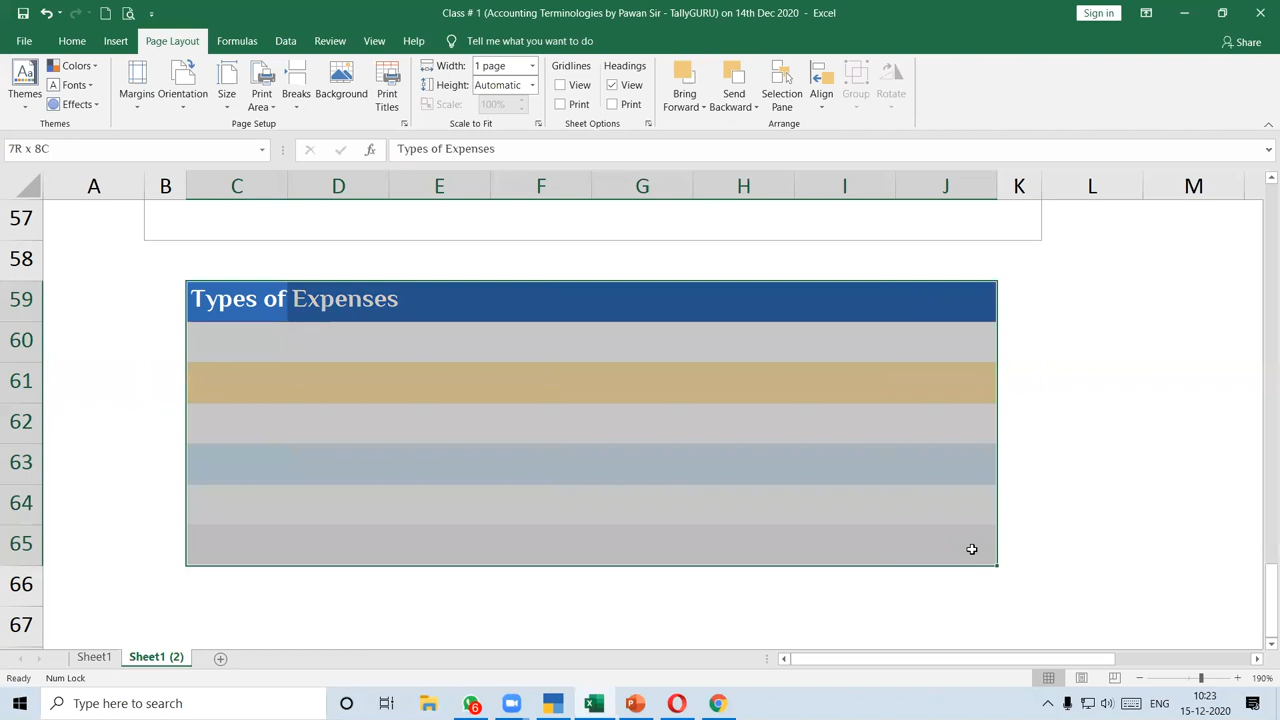 Class # 1 (Accounting Terminologies by Pawan Sir - TallyGURU) on 14th Dec 2020 - Excel
Sign in
File Home Insert Page Layout Formulas Data Review View Help Tell me what you want to do Share
Themes
Colors
Fonts
Effects
Themes
Margins
Orientation
Size
Print Area
Breaks
Background
Print Titles
Page Setup
Width: 1 page
Height: Automatic
Scale: 100%
Scale to Fit
Gridlines Headings
View View
Print Print
Sheet Options
Bring Forward
Send Backward
Selection Pane
Align
Group
Rotate
Arrange
7R x 8C
fx
Types of Expenses
A B C D E F G H I J K L M
57
58
59 Types of Expenses
60
61
62
63
64
65
66
67
Sheet1 Sheet1 (2)
Ready Num Lock 190%
Type here to search 6 ENG 10:23
15-12-2020